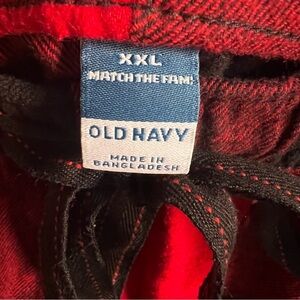 XXL
MATCH THE FAM!
OLD NAVY
MADE IN
BANGLADESH